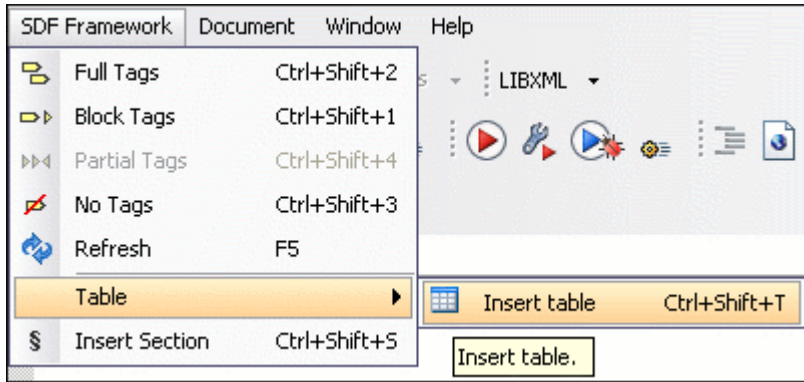 SDF Framework Document Window Help
Full Tags Ctrl+Shift+2
LIBXML
Block Tags Ctrl+Shift+1
Partial Tags Ctrl+Shift+4
No Tags Ctrl+Shift+3
Refresh F5
Table
Insert table Ctrl+Shift+T
§ Insert Section Ctrl+Shift+S
Insert table.